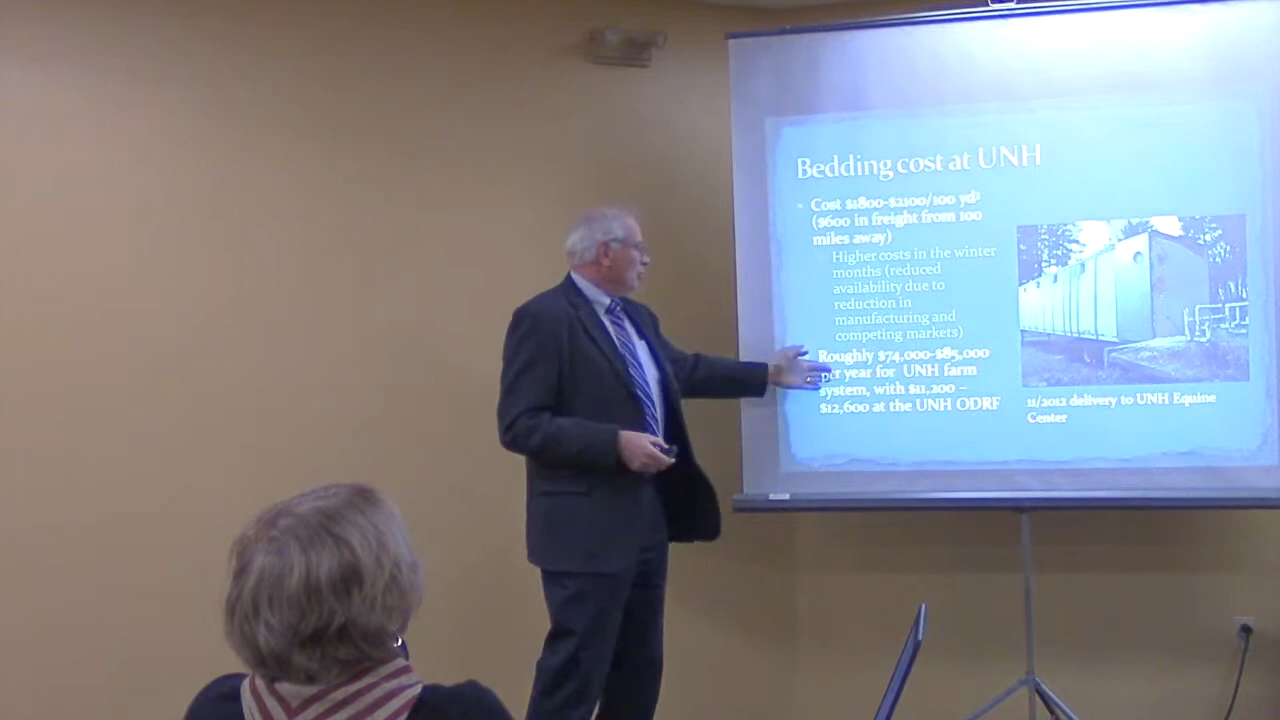 Bedding cost at UNH
Cost $1800-$2100/100 yd³
($600 in freight from 100
miles away)
Higher costs in the winter
months (reduced
availability due to
reduction in
manufacturing and
competing markets)
Roughly $74,000-$85,000
per year for UNH farm
system, with $11,200 –
$12,600 at the UNH ODRF
11/2012 delivery to UNH Equine
Center